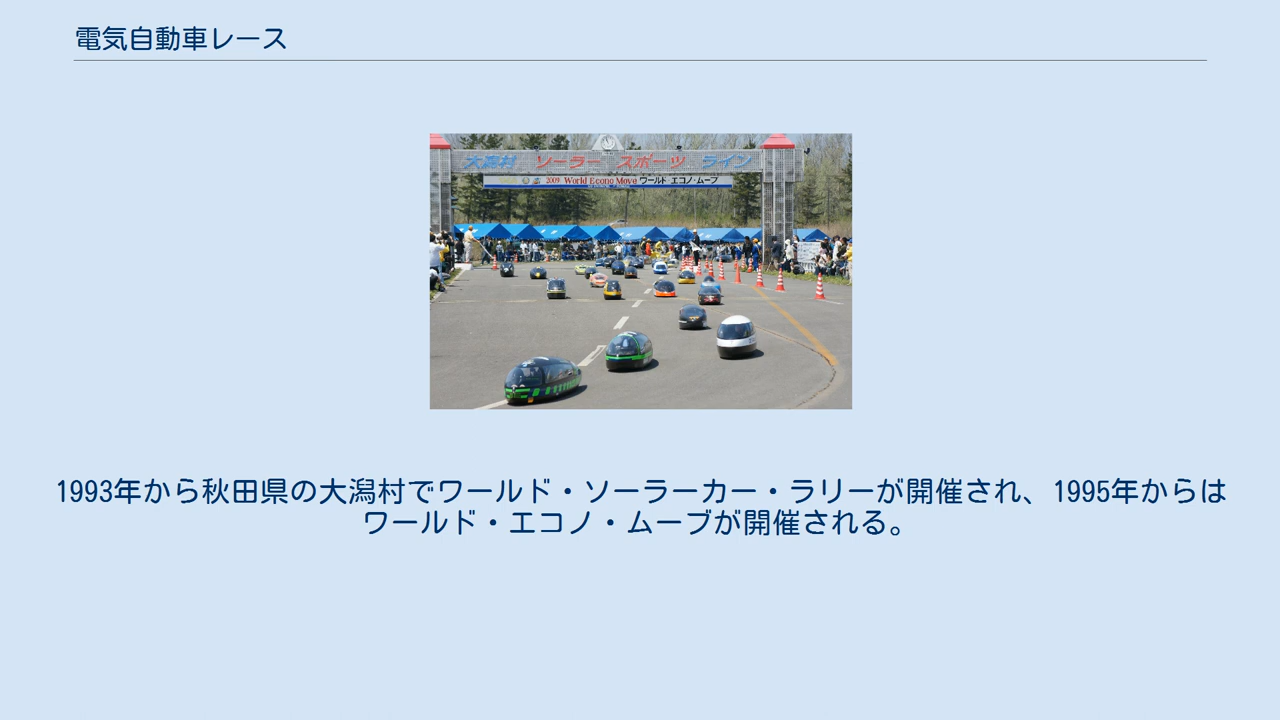 電気自動車レース
大潟村 ソーラー スポーツ ライン
2009 World Econo Move ワールド・エコノ・ムーブ
1993年から秋田県の大潟村でワールド・ソーラーカー・ラリーが開催され、1995年からは
ワールド・エコノ・ムーブが開催される。